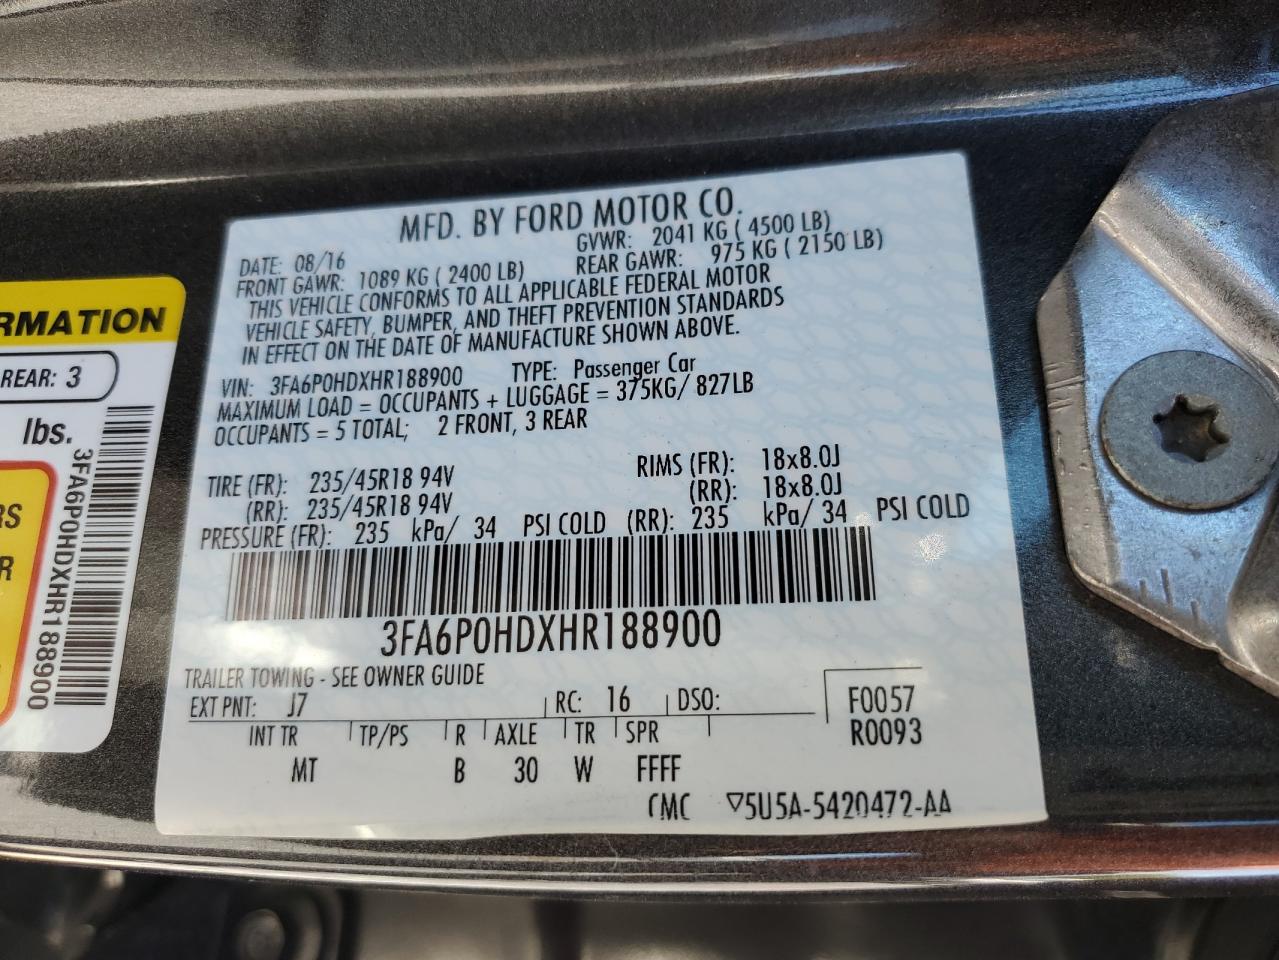 MFD. BY FORD MOTOR CO.
DATE: 08/16 GVWR: 2041 KG ( 4500 LB)
FRONT GAWR: 1089 KG ( 2400 LB) REAR GAWR: 975 KG ( 2150 LB)
THIS VEHICLE CONFORMS TO ALL APPLICABLE FEDERAL MOTOR
VEHICLE SAFETY, BUMPER, AND THEFT PREVENTION STANDARDS
IN EFFECT ON THE DATE OF MANUFACTURE SHOWN ABOVE.
VIN: 3FA6P0HDXHR188900 TYPE: Passenger Car
MAXIMUM LOAD = OCCUPANTS + LUGGAGE = 375KG/ 827LB
OCCUPANTS = 5 TOTAL; 2 FRONT, 3 REAR
TIRE (FR): 235/45R18 94V RIMS (FR): 18x8.0J
(RR): 235/45R18 94V (RR): 18x8.0J
PRESSURE (FR): 235 kPa/ 34 PSI COLD (RR): 235 kPa/ 34 PSI COLD
3FA6P0HDXHR188900
TRAILER TOWING - SEE OWNER GUIDE
EXT PNT: J7 RC: 16 DSO: F0057
INT TR TP/PS R AXLE TR SPR R0093
MT B 30 W FFFF
CMC ▽5U5A-5420472-AA
RMATION
REAR: 3
lbs.
RS
R
3FA6P0HDXHR188900